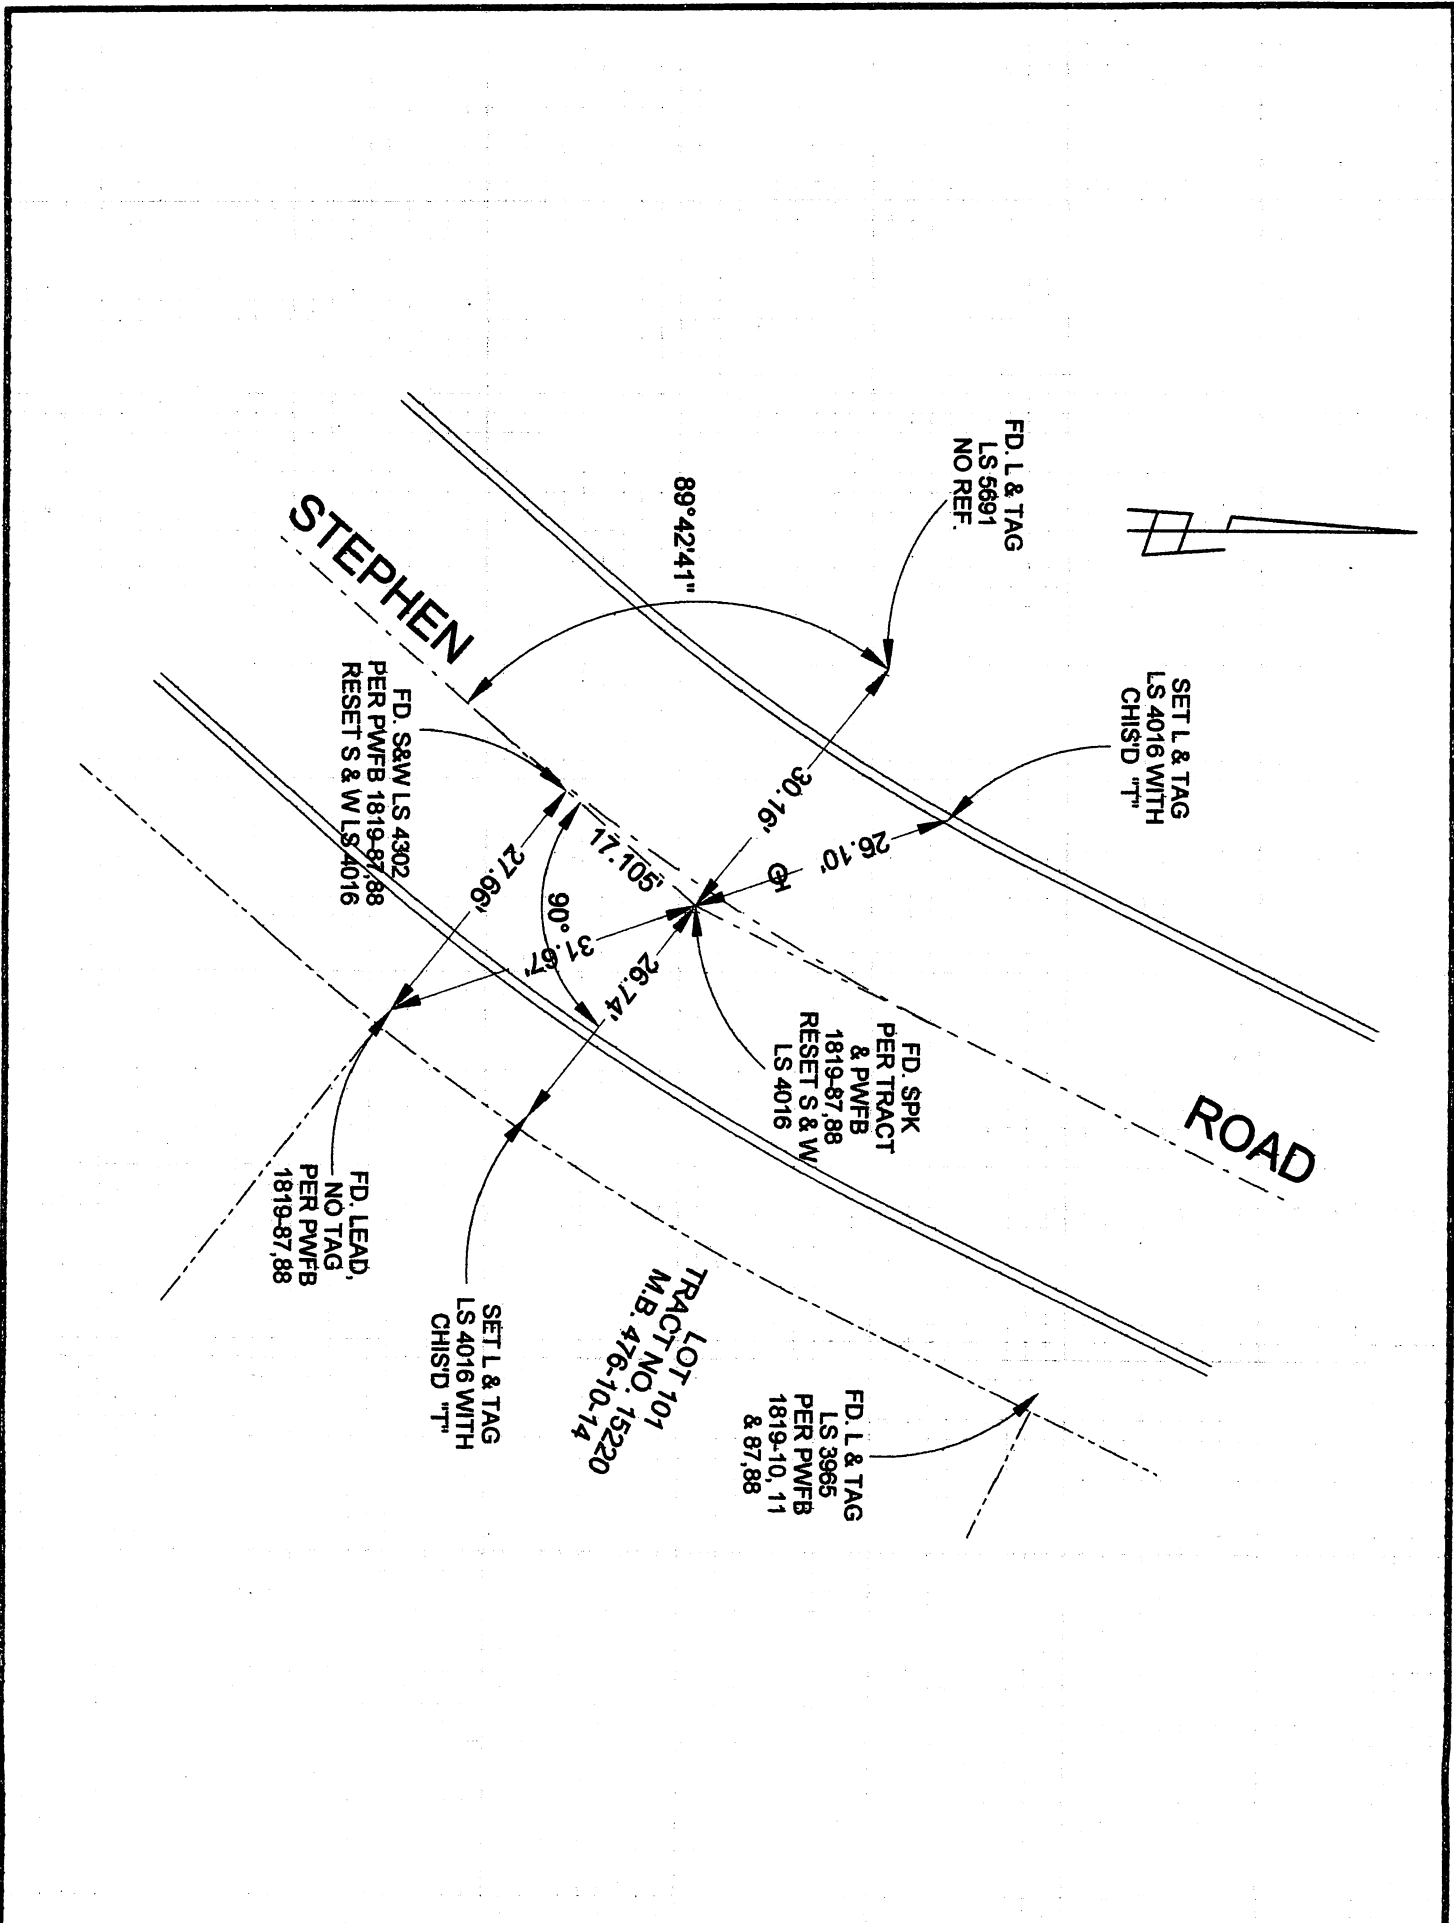 FD. L & TAG
LS 5691
NO REF.
SET L & TAG
LS 4016 WITH
CHIS'D "T"
89°42'41"
30.16'
26.10'
STEPHEN
ROAD
FD. S&W LS 4302
PER PWFB 1819-87,88
RESET S & W LS 4016
17.105'
27.66'
90°
31.67'
26.74'
FD. SPK
PER TRACT
& PWFB
1819-87,88
RESET S & W
LS 4016
FD. LEAD,
NO TAG
PER PWFB
1819-87,88
SET L & TAG
LS 4016 WITH
CHIS'D "T"
LOT 101
TRACT NO. 15220
M.B. 476-10-14
FD. L & TAG
LS 3965
PER PWFB
1819-10, 11
& 87,88